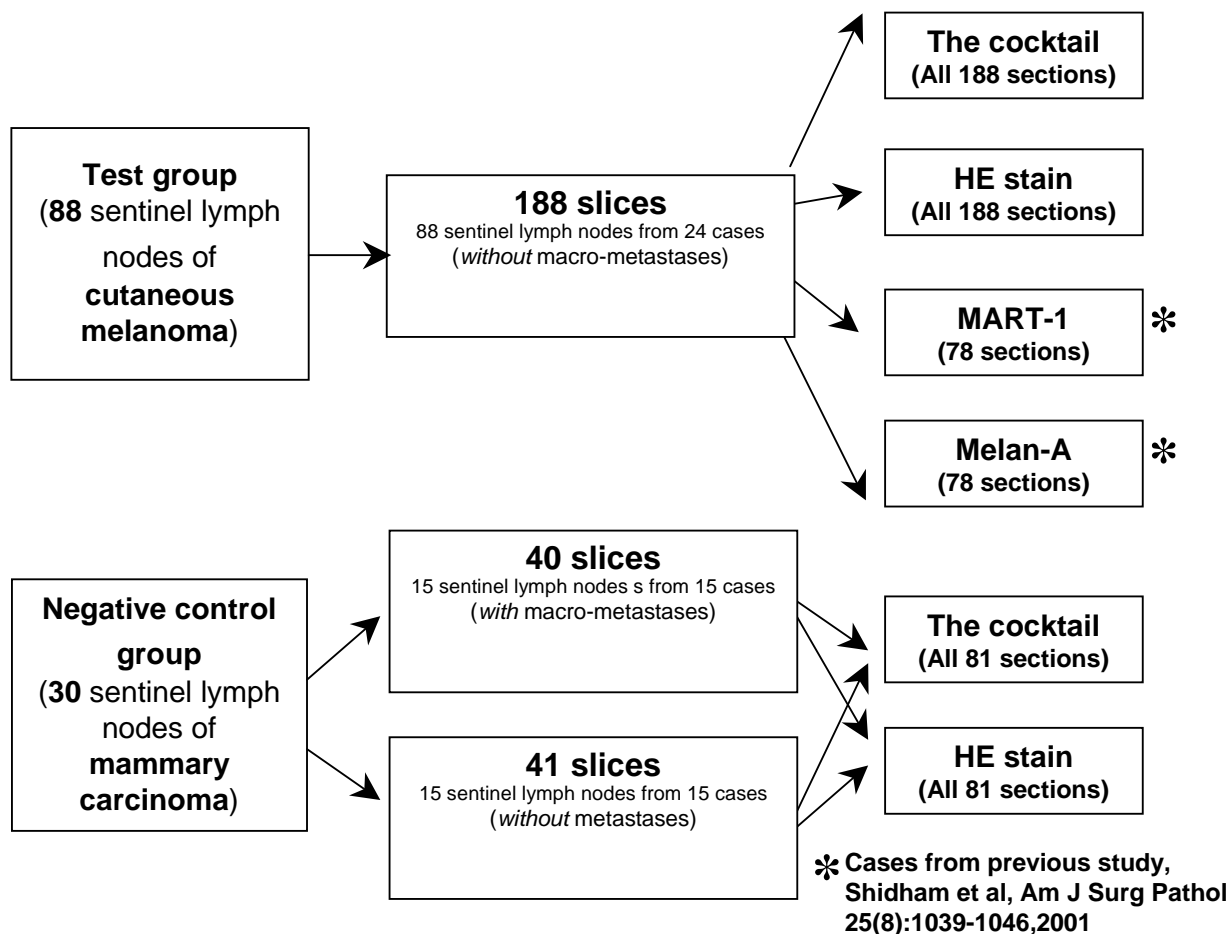 Test group
(88 sentinel lymph
nodes of
cutaneous
melanoma)
188 slices
88 sentinel lymph nodes from 24 cases
(without macro-metastases)
The cocktail
(All 188 sections)
HE stain
(All 188 sections)
MART-1
(78 sections)
*
Melan-A
(78 sections)
*
Negative control
group
(30 sentinel lymph
nodes of
mammary
carcinoma)
40 slices
15 sentinel lymph nodes s from 15 cases
(with macro-metastases)
41 slices
15 sentinel lymph nodes from 15 cases
(without metastases)
The cocktail
(All 81 sections)
HE stain
(All 81 sections)
* Cases from previous study,
Shidham et al, Am J Surg Pathol
25(8):1039-1046,2001